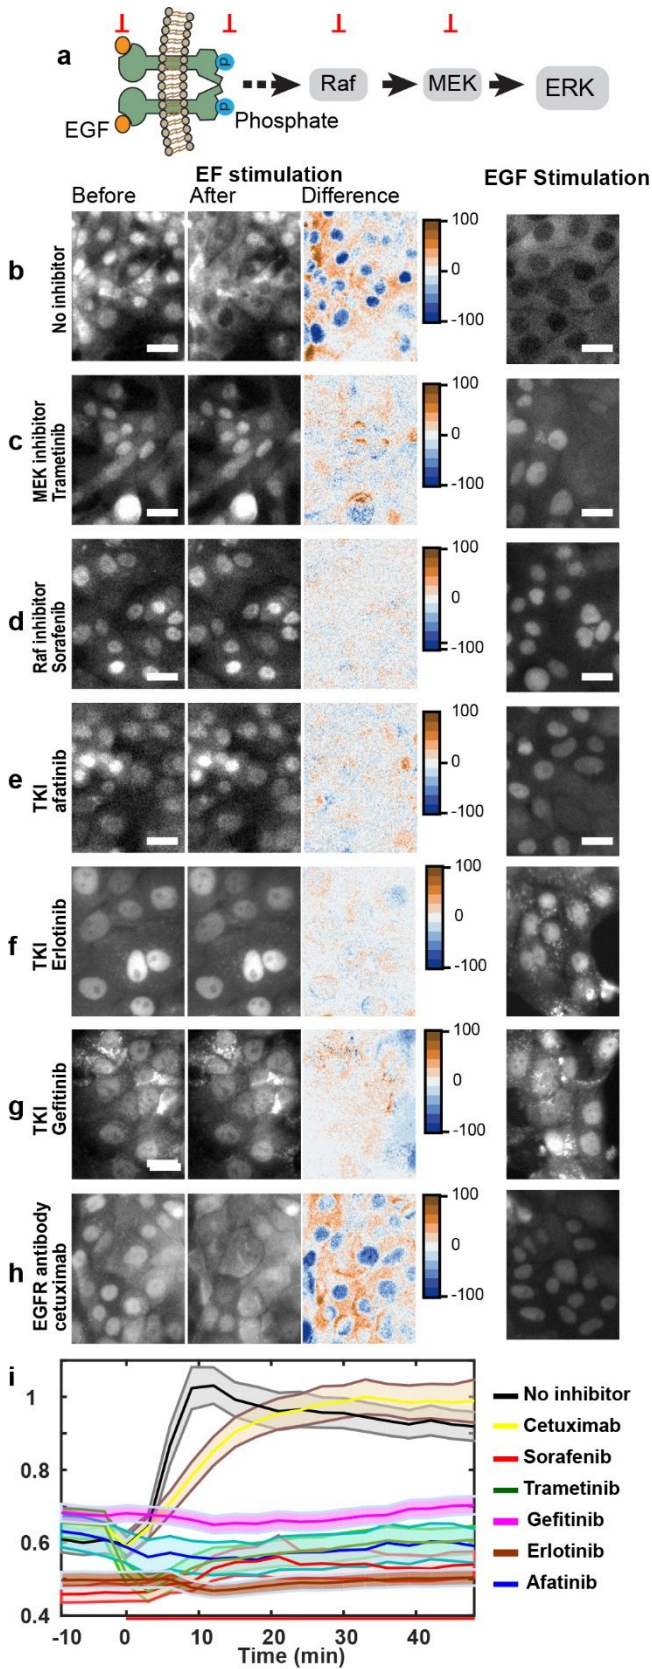 a
EGF
P
P
Phosphate
Raf
MEK
ERK
EF stimulation
EGF Stimulation
Before
After
Difference
b
No inhibitor
100
0
-100
c
MEK inhibitor
Trametinib
100
0
-100
d
Raf inhibitor
Sorafenib
100
0
-100
e
TKI
afatinib
100
0
-100
f
TKI
Erlotinib
100
0
-100
g
TKI
Gefitinib
100
0
-100
h
EGFR antibody
cetuximab
100
0
-100
i
1
0.8
0.6
0.4
-10
0
10
20
30
40
Time (min)
No inhibitor
Cetuximab
Sorafenib
Trametinib
Gefitinib
Erlotinib
Afatinib